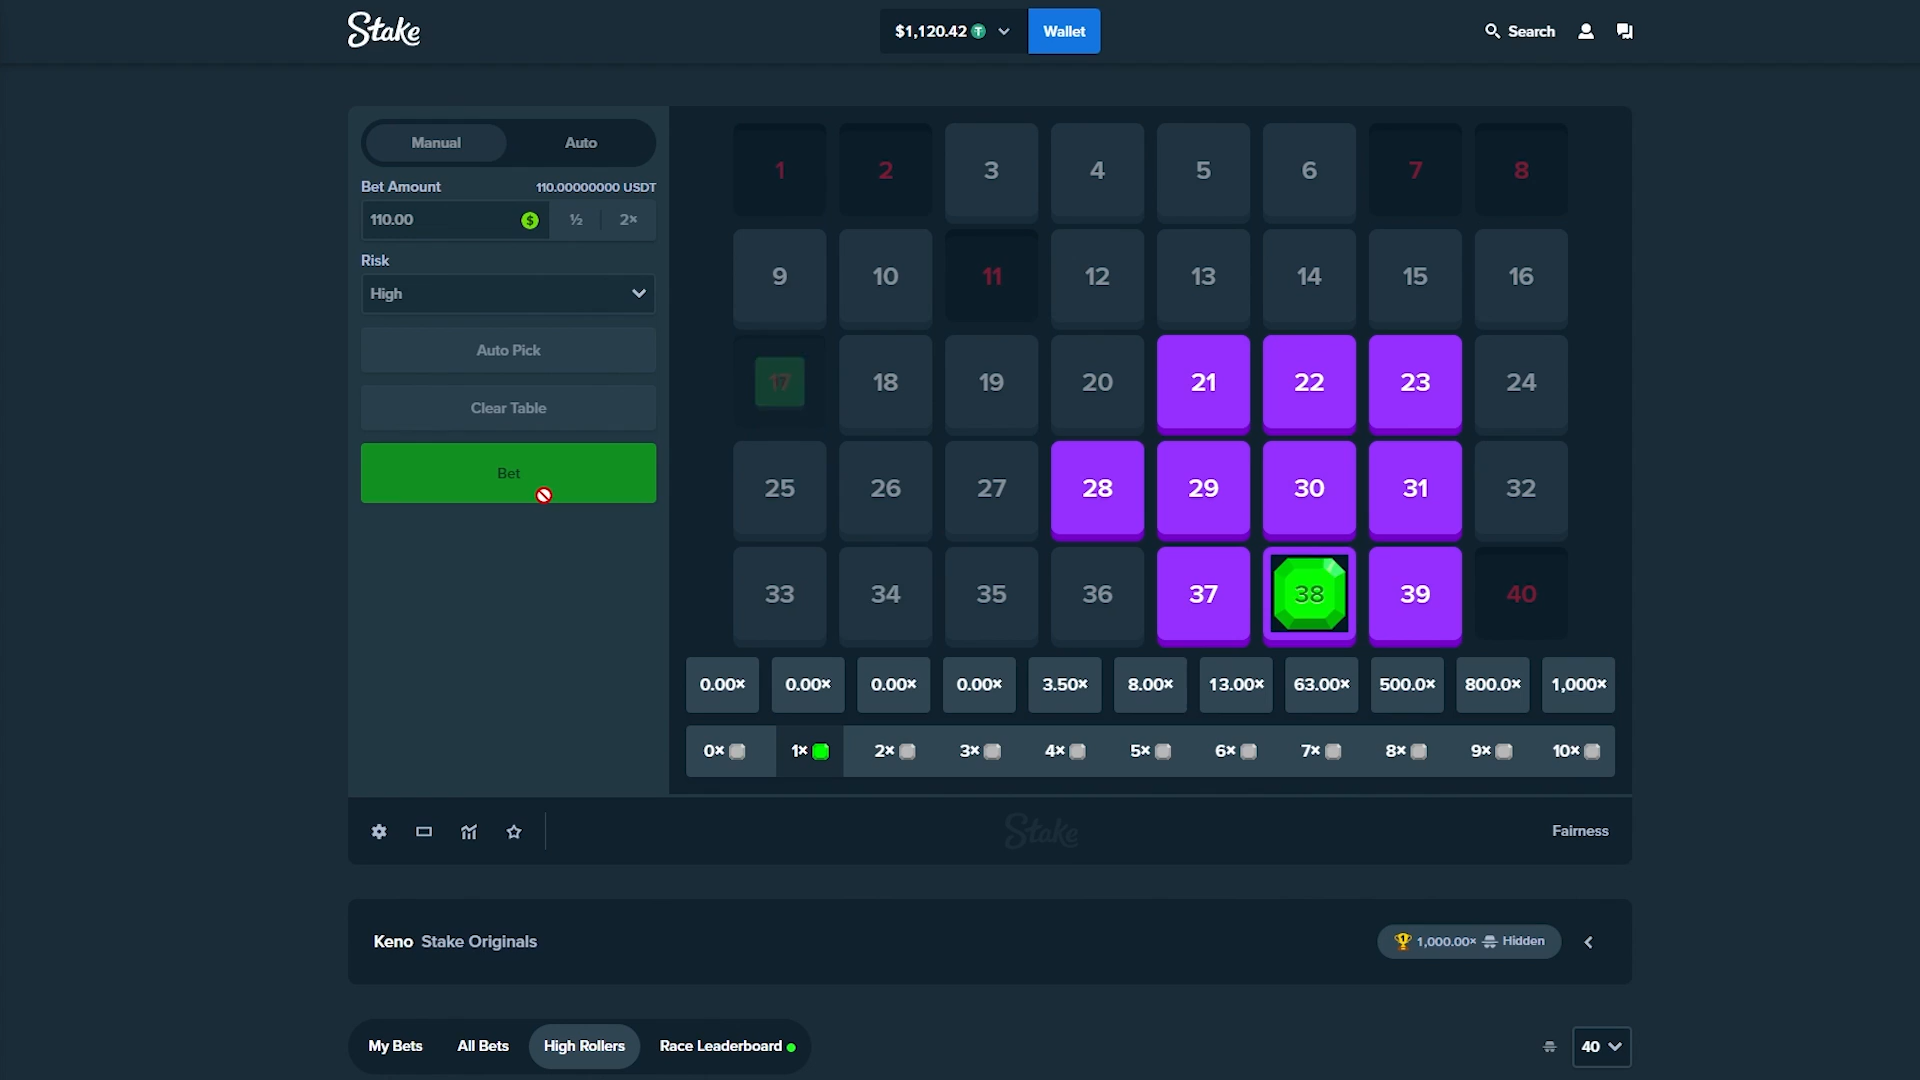 Stake
$1,120.42
Wallet
Search
Manual
Auto
Bet Amount
110.00000000 USDT
110.00
½
2×
Risk
High
Auto Pick
Clear Table
Bet
1 2 3 4 5 6 7 8
9 10 11 12 13 14 15 16
17 18 19 20 21 22 23 24
25 26 27 28 29 30 31 32
33 34 35 36 37 38 39 40
0.00× 0.00× 0.00× 0.00× 3.50× 8.00× 13.00× 63.00× 500.0× 800.0× 1,000×
0× 1× 2× 3× 4× 5× 6× 7× 8× 9× 10×
Stake
Fairness
Keno Stake Originals
1,000.00× Hidden
My Bets
All Bets
High Rollers
Race Leaderboard
40